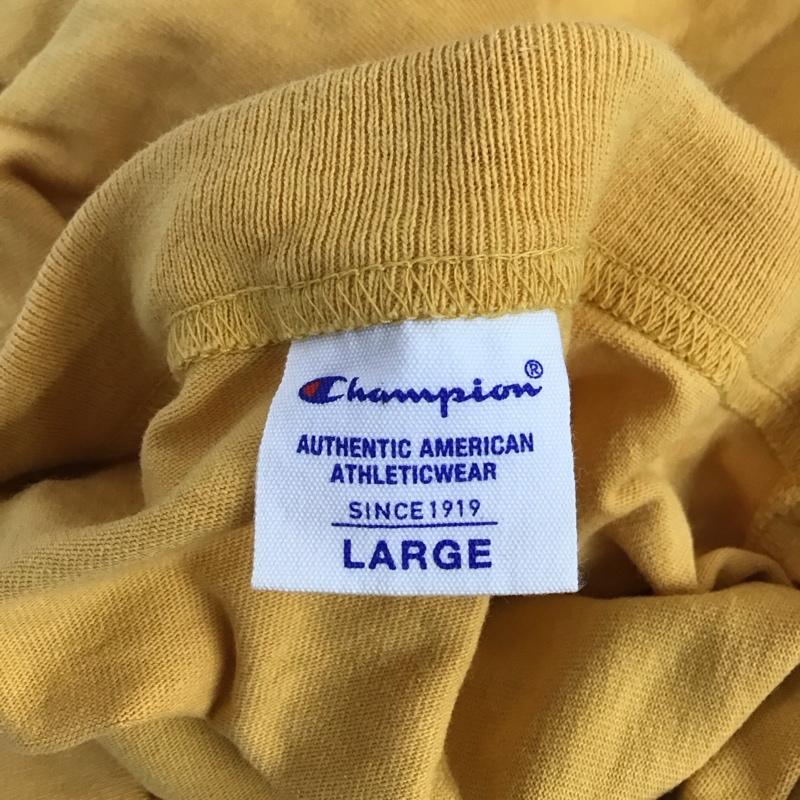 Champion®
AUTHENTIC AMERICAN
ATHLETICWEAR
SINCE 1919
LARGE